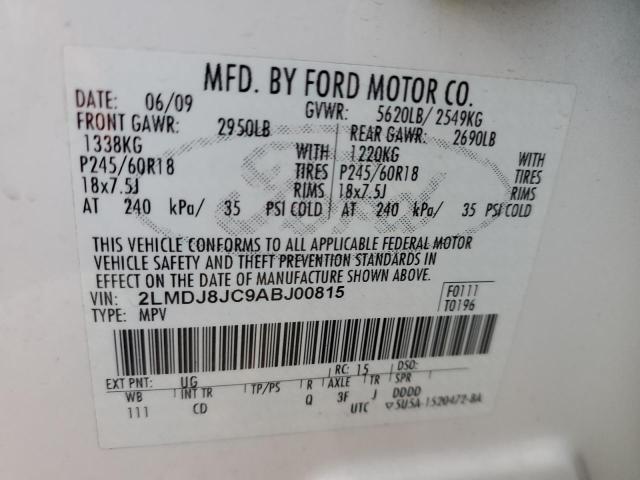 MFD. BY FORD MOTOR CO.
DATE: 06/09 GVWR: 5620LB/ 2549KG
FRONT GAWR: 2950LB REAR GAWR: 2690LB
1338KG WITH 1220KG WITH
P245/60R18 TIRES P245/60R18 TIRES
18x7.5J RIMS 18x7.5J RIMS
AT 240 kPa/ 35 PSI COLD AT 240 kPa/ 35 PSI COLD
THIS VEHICLE CONFORMS TO ALL APPLICABLE FEDERAL MOTOR
VEHICLE SAFETY AND THEFT PREVENTION STANDARDS IN
EFFECT ON THE DATE OF MANUFACTURE SHOWN ABOVE.
VIN: 2LMDJ8JC9ABJ00815 F0111
TYPE: MPV T0196
EXT PNT: UG RC: 15 DSO:
WB INT TR TP/PS R AXLE TR SPR
111 CD Q 3F J DDDD
UTC ▽5U5A-1520472-BA